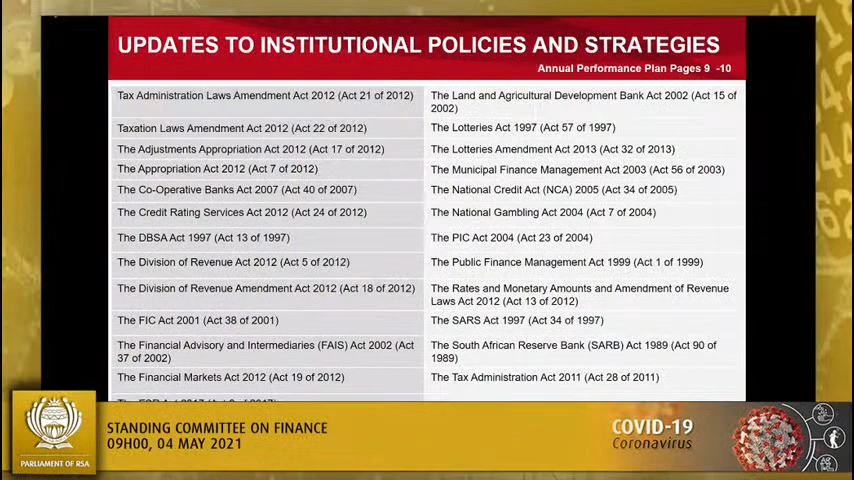 UPDATES TO INSTITUTIONAL POLICIES AND STRATEGIES
Annual Performance Plan Pages 9 -10
Tax Administration Laws Amendment Act 2012 (Act 21 of 2012)
Taxation Laws Amendment Act 2012 (Act 22 of 2012)
The Adjustments Appropriation Act 2012 (Act 17 of 2012)
The Appropriation Act 2012 (Act 7 of 2012)
The Co-Operative Banks Act 2007 (Act 40 of 2007)
The Credit Rating Services Act 2012 (Act 24 of 2012)
The DBSA Act 1997 (Act 13 of 1997)
The Division of Revenue Act 2012 (Act 5 of 2012)
The Division of Revenue Amendment Act 2012 (Act 18 of 2012)
The FIC Act 2001 (Act 38 of 2001)
The Financial Advisory and Intermediaries (FAIS) Act 2002 (Act
37 of 2002)
The Financial Markets Act 2012 (Act 19 of 2012)
The Land and Agricultural Development Bank Act 2002 (Act 15 of
2002)
The Lotteries Act 1997 (Act 57 of 1997)
The Lotteries Amendment Act 2013 (Act 32 of 2013)
The Municipal Finance Management Act 2003 (Act 56 of 2003)
The National Credit Act (NCA) 2005 (Act 34 of 2005)
The National Gambling Act 2004 (Act 7 of 2004)
The PIC Act 2004 (Act 23 of 2004)
The Public Finance Management Act 1999 (Act 1 of 1999)
The Rates and Monetary Amounts and Amendment of Revenue
Laws Act 2012 (Act 13 of 2012)
The SARS Act 1997 (Act 34 of 1997)
The South African Reserve Bank (SARB) Act 1989 (Act 90 of
1989)
The Tax Administration Act 2011 (Act 28 of 2011)
STANDING COMMITTEE ON FINANCE
09H00, 04 MAY 2021
PARLIAMENT OF RSA
COVID-19
Coronavirus